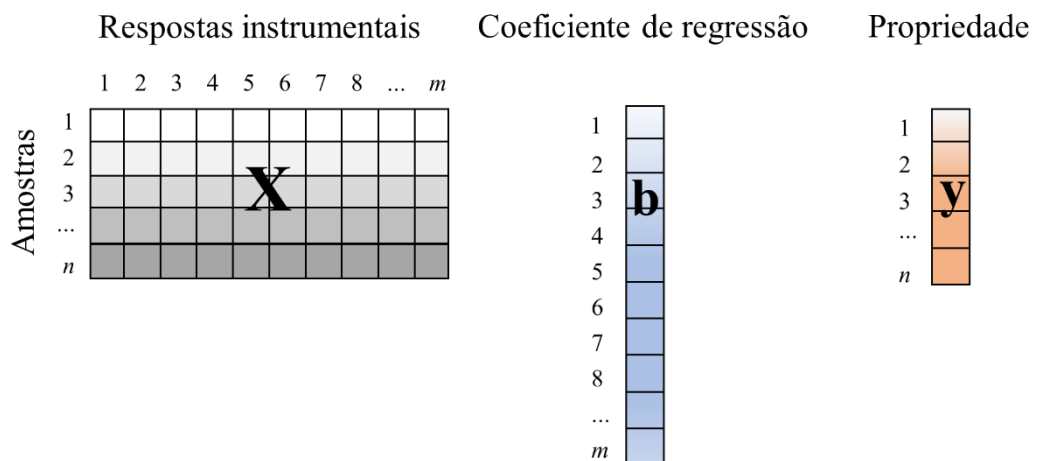 Respostas instrumentais
Coeficiente de regressão
Propriedade
1 2 3 4 5 6 7 8 ... m
Amostras
1
2
3
...
n
X
1
2
3
4
5
6
7
8
...
m
b
1
2
3
...
n
y